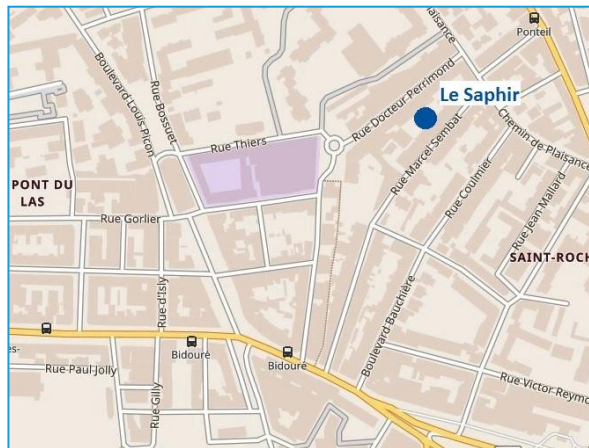 Plaisance
Ponteil
Boulevard Louis Picon
Rue Bossuet
Rue Docteur Perrimond
Le Saphir
Rue Thiers
Rue Marcel Sembat
Chemin de Plaisance
Rue Coulmier
Rue Jean Mallard
PONT DU
LAS
Rue Gorlier
SAINT-ROCH
Rue d'Isly
Boulevard Bauchière
Bidouré
Bidouré
es-
Rue Paul Jolly
Rue Gilly
Rue Victor Reymo